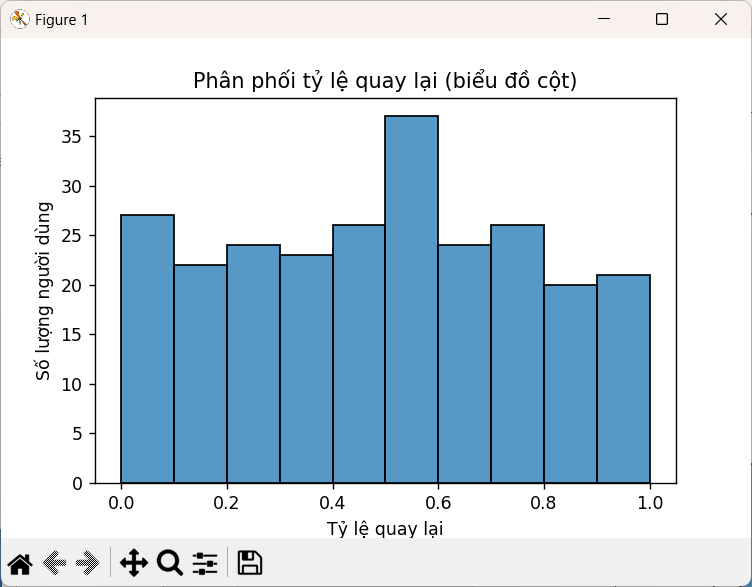 Figure 1
Phân phối tỷ lệ quay lại (biểu đồ cột)
35
30
25
20
15
10
5
0
Số lượng người dùng
0.0 0.2 0.4 0.6 0.8 1.0
Tỷ lệ quay lại